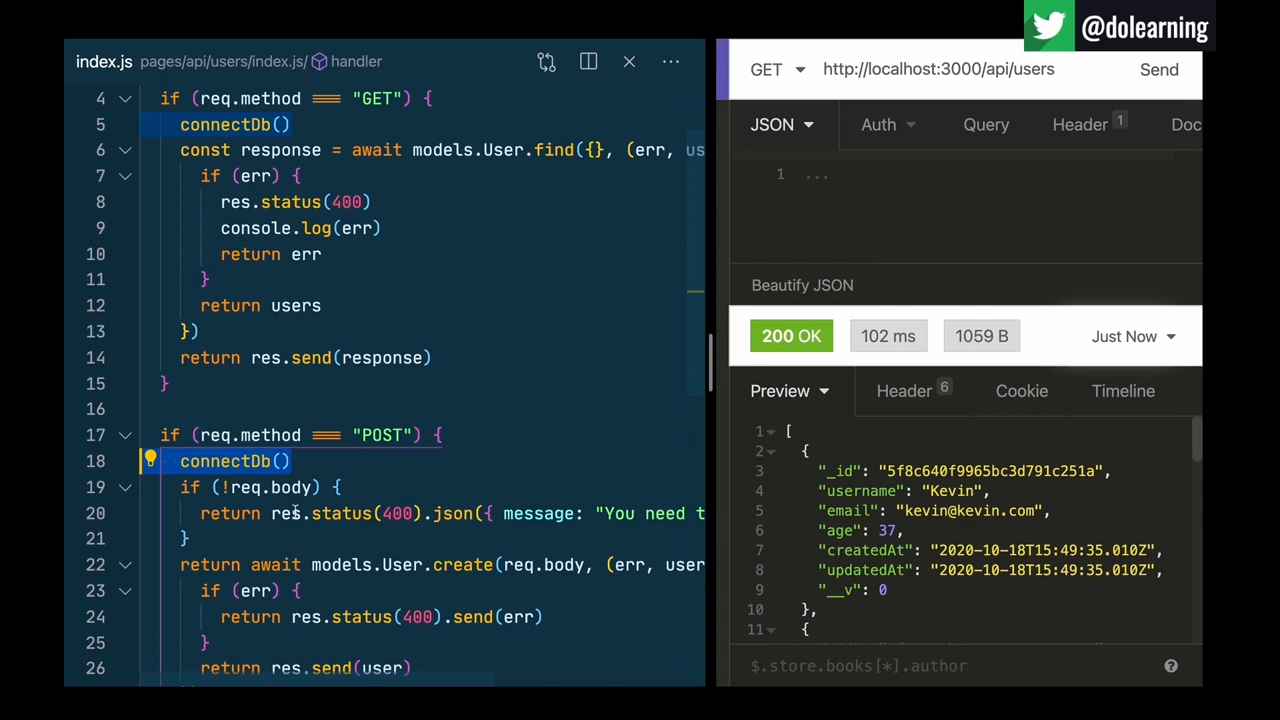 @dolearning
index.js pages/api/users/index.js/ handler
4 if (req.method === "GET") {
5 connectDb()
6 const response = await models.User.find({}, (err, us
7 if (err) {
8 res.status(400)
9 console.log(err)
10 return err
11 }
12 return users
13 })
14 return res.send(response)
15 }
16
17 if (req.method === "POST") {
18 connectDb()
19 if (!req.body) {
20 return res.status(400).json({ message: "You need t
21 }
22 return await models.User.create(req.body, (err, user
23 if (err) {
24 return res.status(400).send(err)
25 }
26 return res.send(user)
GET http://localhost:3000/api/users Send
JSON Auth Query Header 1 Doc
1 ...
Beautify JSON
200 OK 102 ms 1059 B Just Now
Preview Header 6 Cookie Timeline
1 [
2 {
3 "_id": "5f8c640f9965bc3d791c251a",
4 "username": "Kevin",
5 "email": "kevin@kevin.com",
6 "age": 37,
7 "createdAt": "2020-10-18T15:49:35.010Z",
8 "updatedAt": "2020-10-18T15:49:35.010Z",
9 "__v": 0
10 },
11 {
$.store.books[*].author